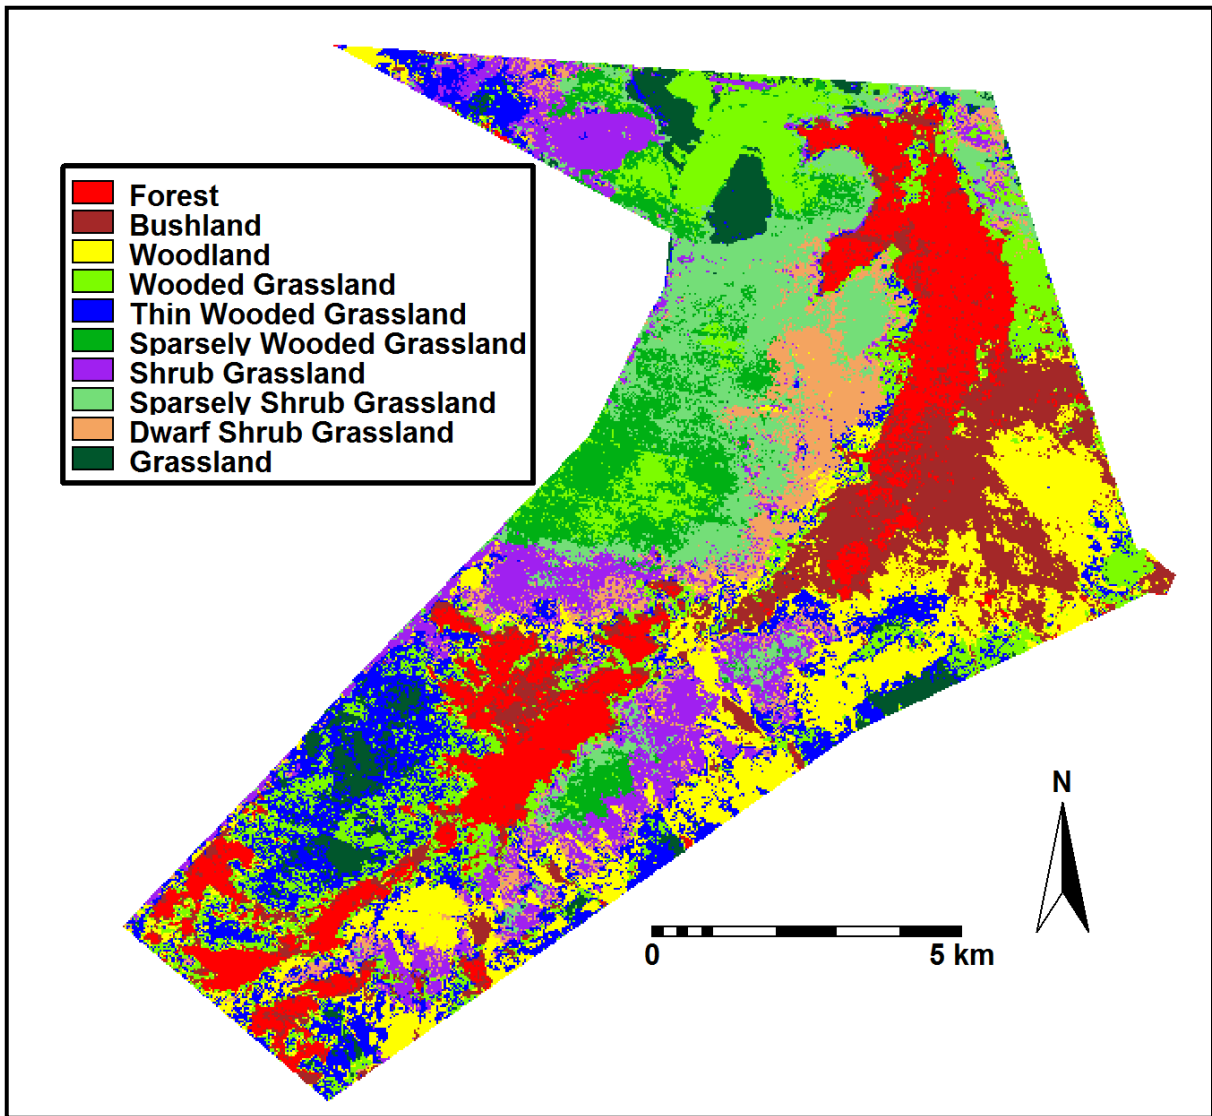 Forest
Bushland
Woodland
Wooded Grassland
Thin Wooded Grassland
Sparsely Wooded Grassland
Shrub Grassland
Sparsely Shrub Grassland
Dwarf Shrub Grassland
Grassland
N
0 5 km